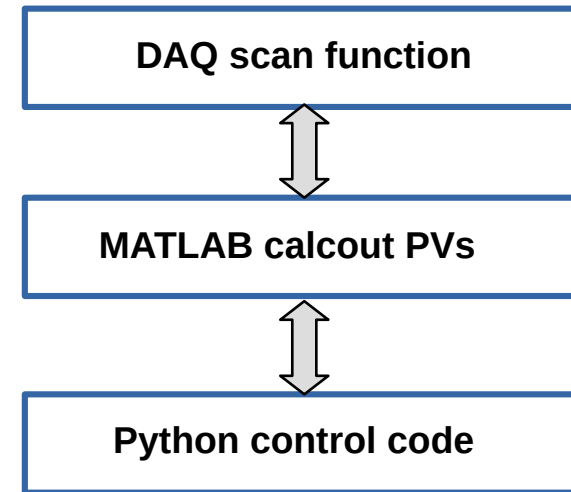 DAQ scan function
MATLAB calcout PVs
Python control code